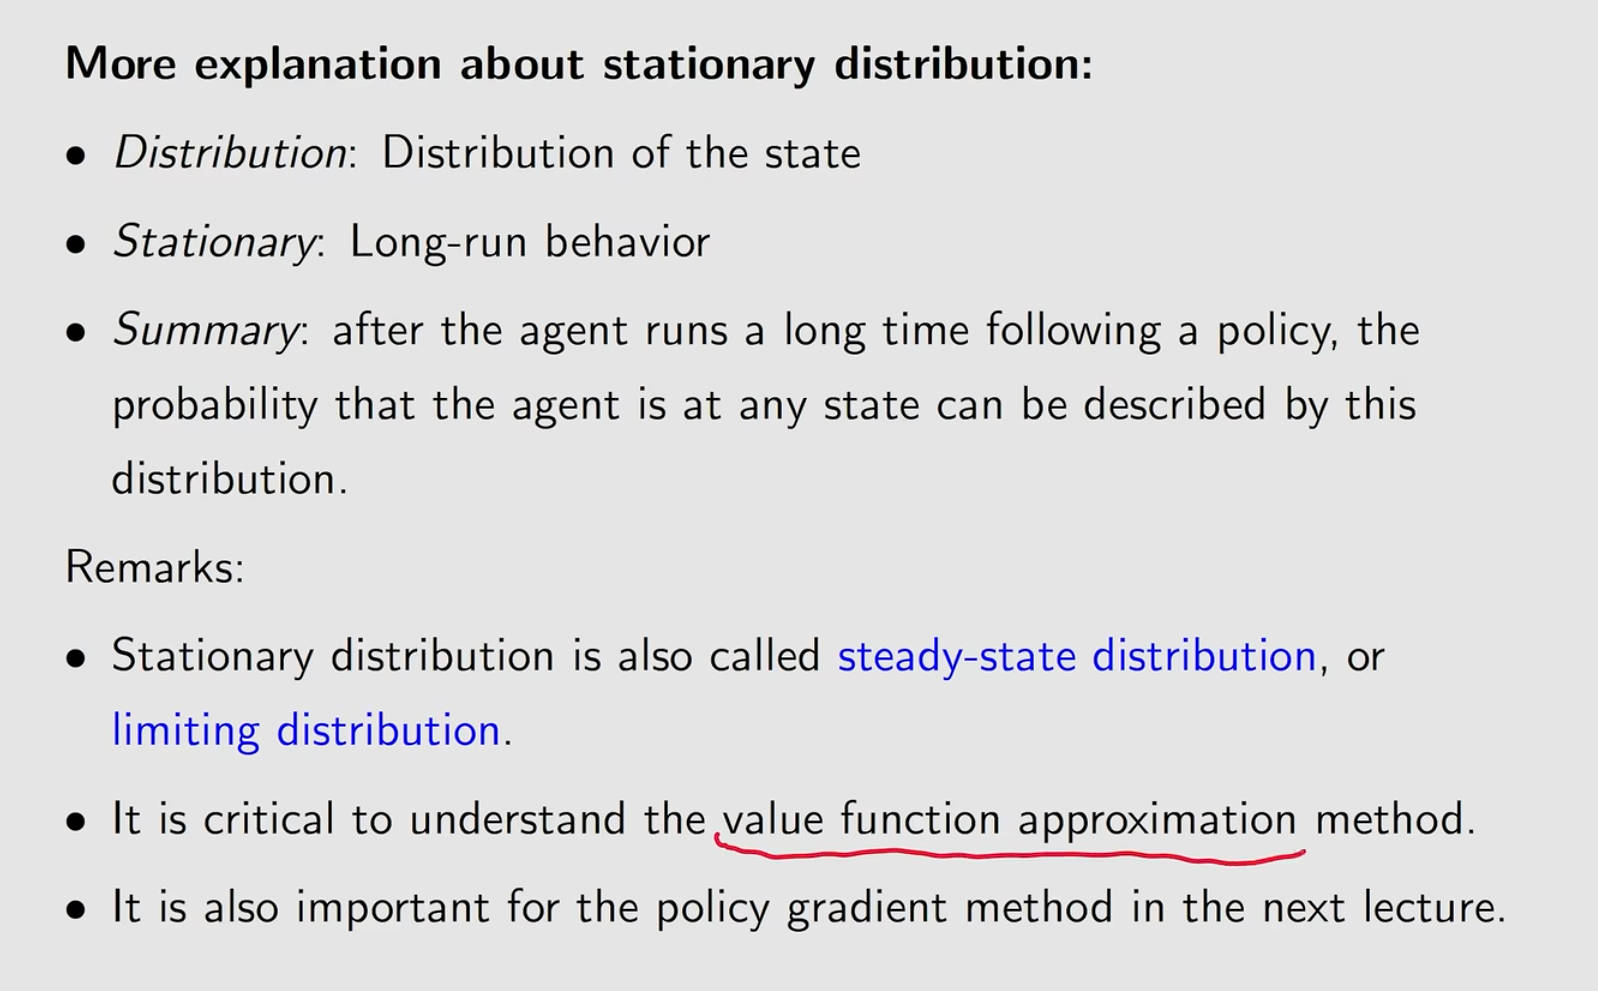 More explanation about stationary distribution:
• Distribution: Distribution of the state
• Stationary: Long-run behavior
• Summary: after the agent runs a long time following a policy, the
probability that the agent is at any state can be described by this
distribution.
Remarks:
• Stationary distribution is also called steady-state distribution, or
limiting distribution.
• It is critical to understand the value function approximation method.
• It is also important for the policy gradient method in the next lecture.